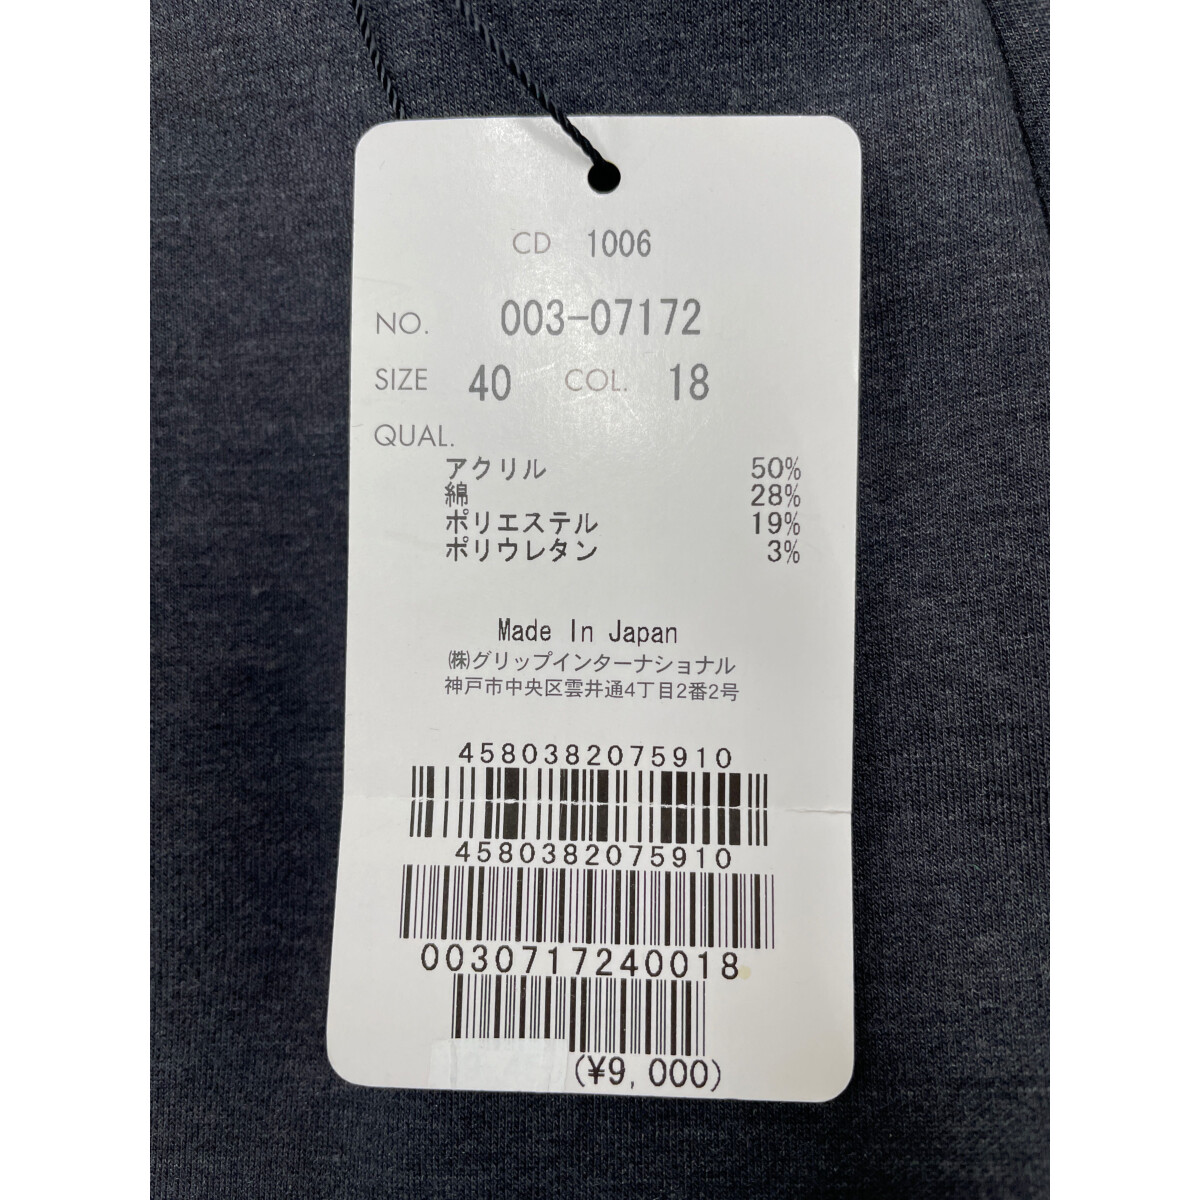 CD 1006
NO. 003-07172
SIZE 40 COL. 18
QUAL.
アクリル 50%
綿 28%
ポリエステル 19%
ポリウレタン 3%
Made In Japan
㈱グリップインターナショナル
神戸市中央区雲井通4丁目2番2号
4580382075910
4580382075910
0030717240018
(¥9,000)